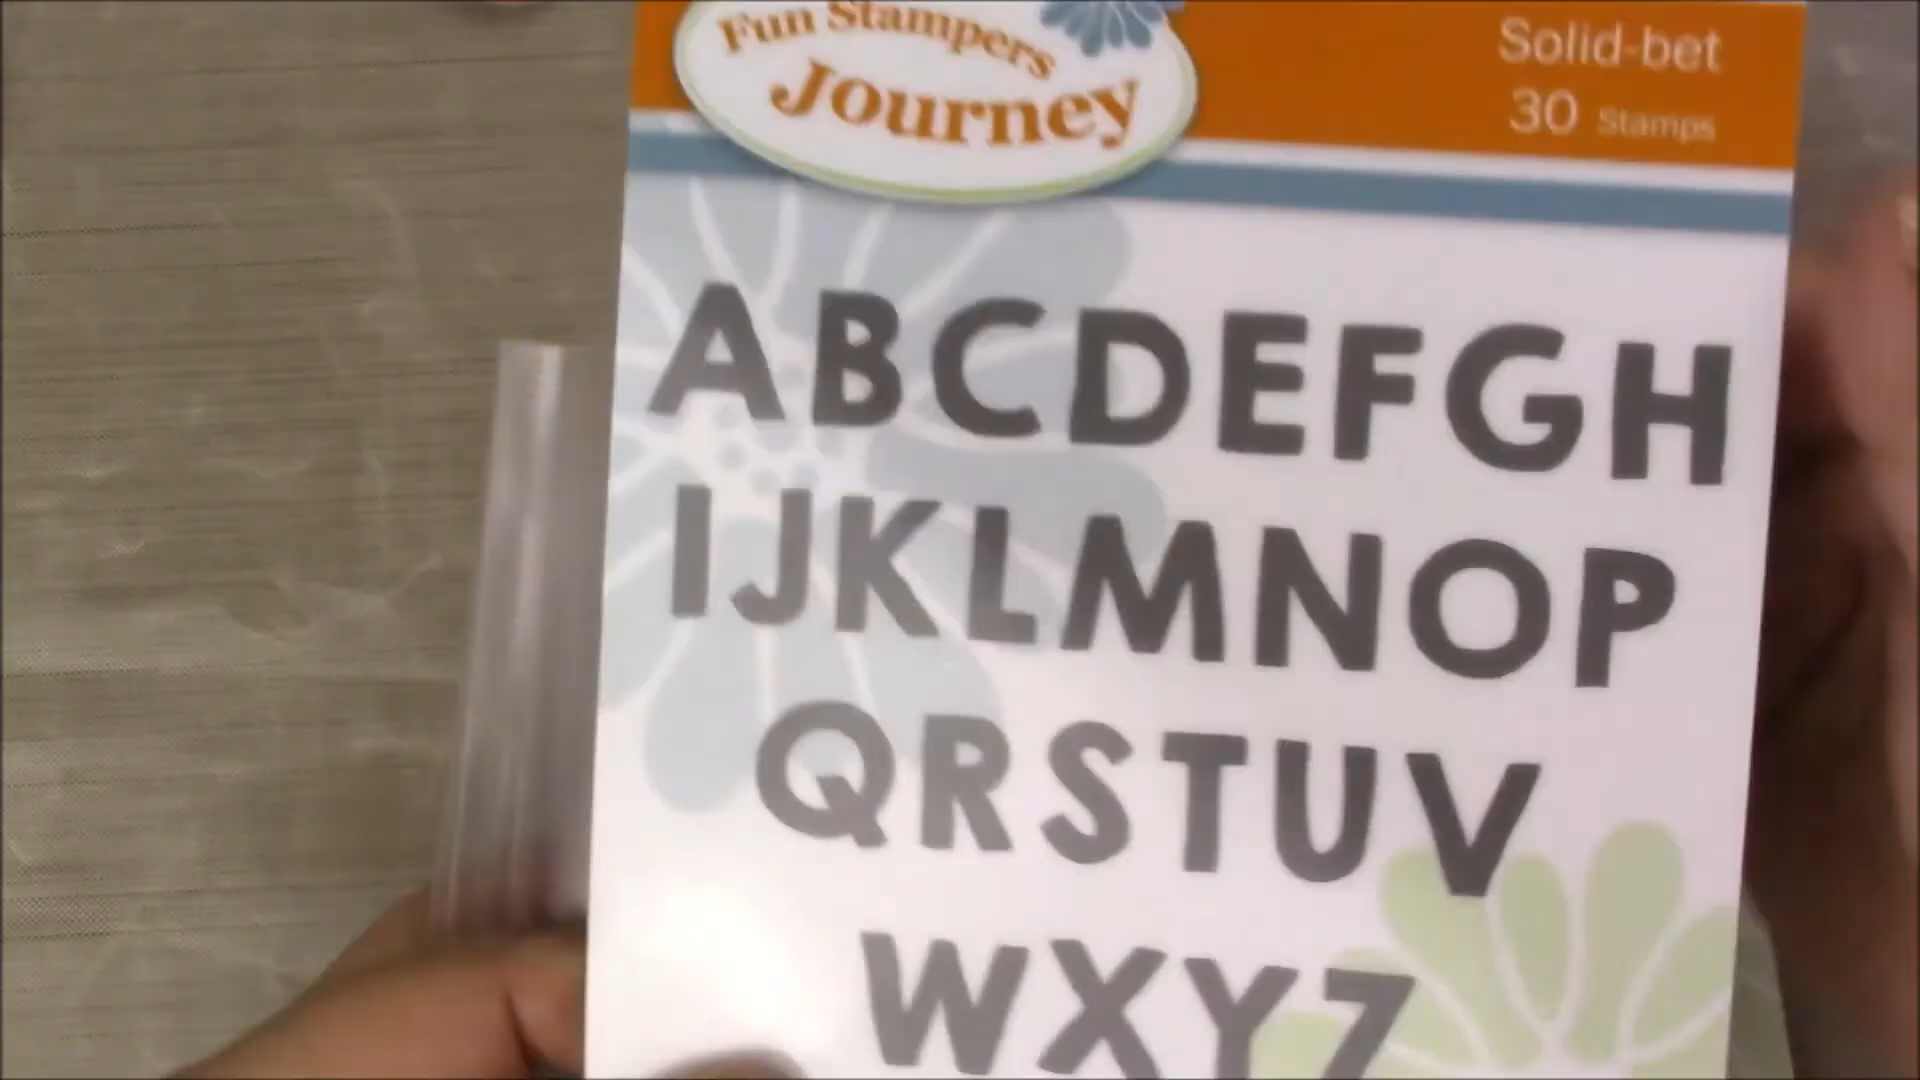 Fun Stampers
Journey
Solid-bet
30 Stamps
ABCDEFGH
IJKLMNOP
QRSTUV
WXYZ